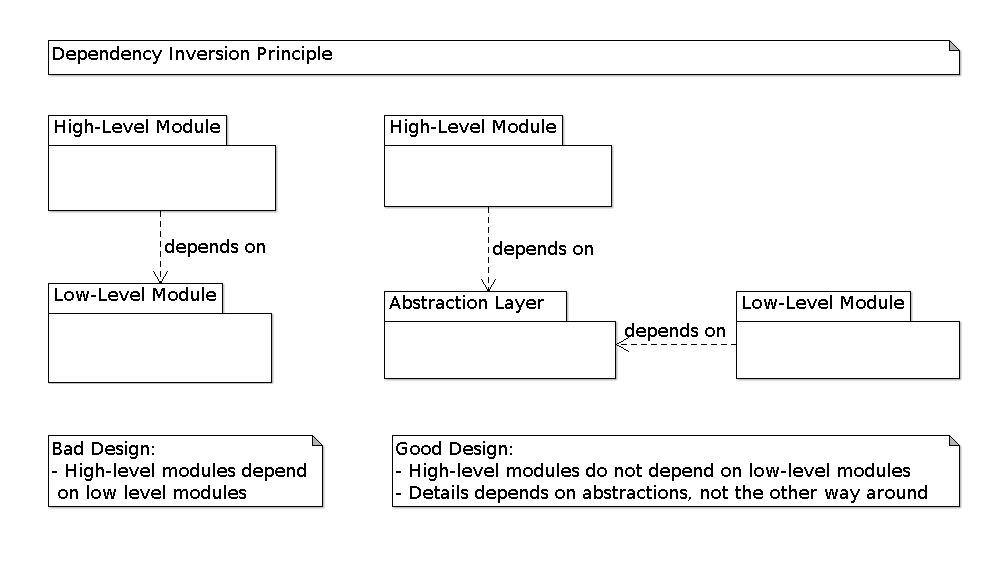 Dependency Inversion Principle
High-Level Module
depends on
Low-Level Module
High-Level Module
depends on
Abstraction Layer
depends on
Low-Level Module
Bad Design:
- High-level modules depend
on low level modules
Good Design:
- High-level modules do not depend on low-level modules
- Details depends on abstractions, not the other way around